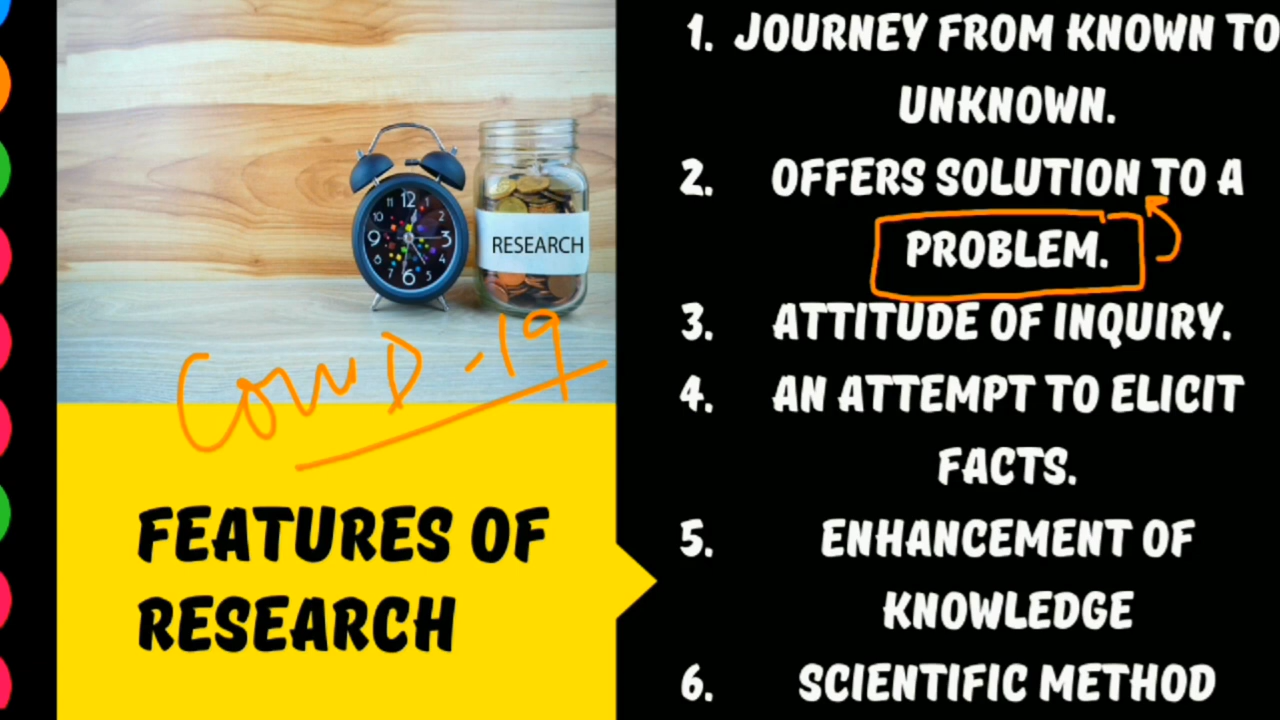 RESEARCH
COVID-19
FEATURES OF
RESEARCH
1. JOURNEY FROM KNOWN TO
UNKNOWN.
2. OFFERS SOLUTION TO A
PROBLEM.
3. ATTITUDE OF INQUIRY.
4. AN ATTEMPT TO ELICIT
FACTS.
5. ENHANCEMENT OF
KNOWLEDGE
6. SCIENTIFIC METHOD